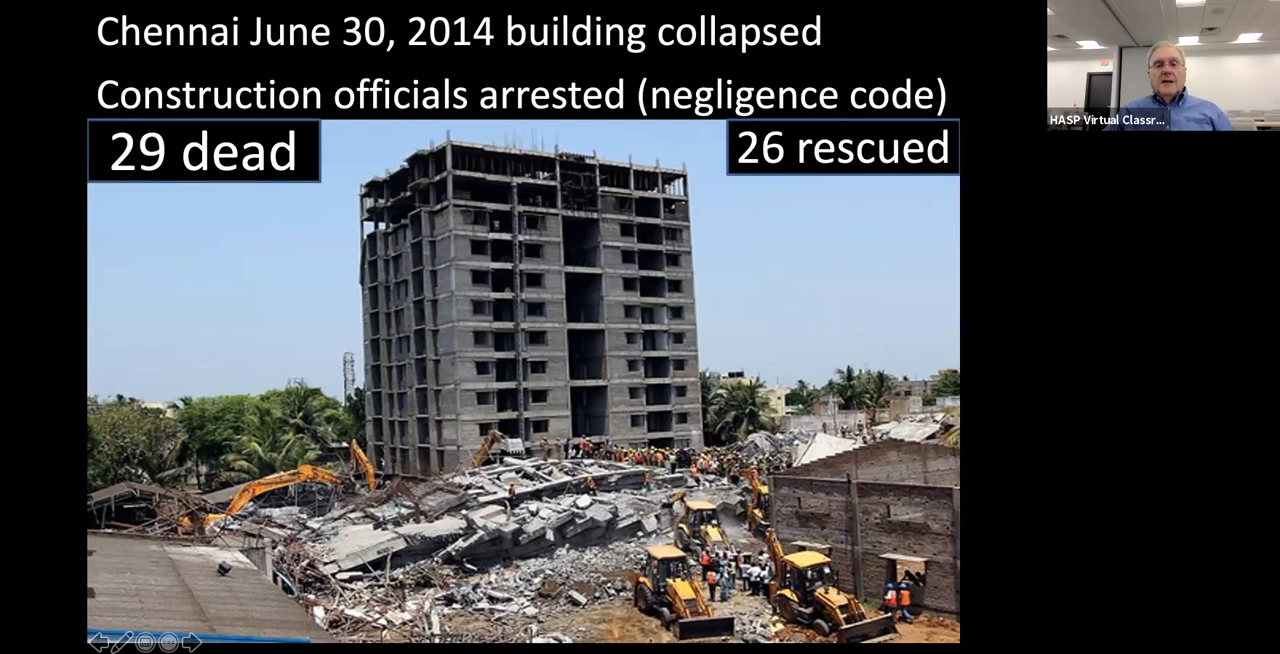 Chennai June 30, 2014 building collapsed
Construction officials arrested (negligence code)
29 dead
26 rescued
HASP Virtual Classr...